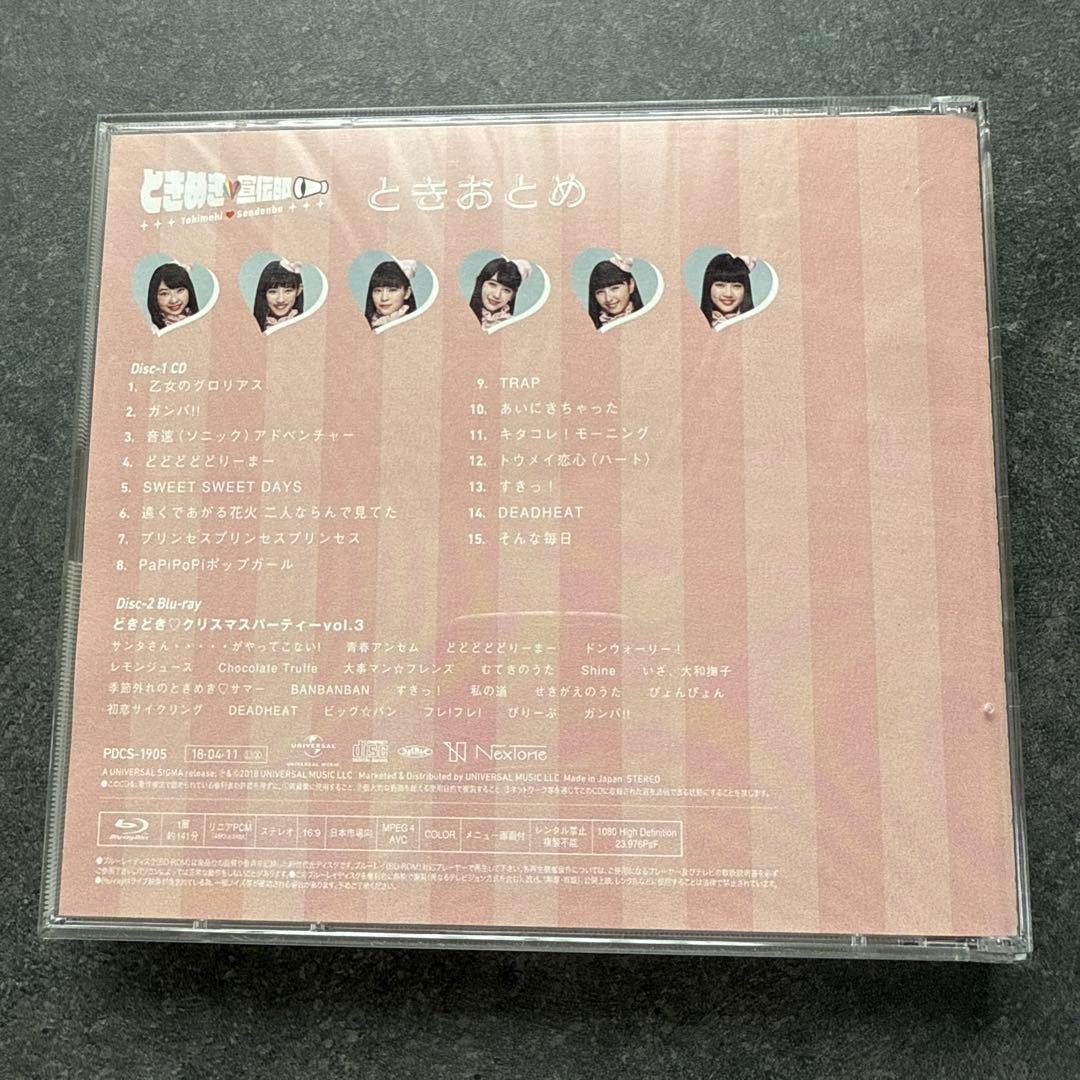 ときめき♥宣伝部
Tokimeki ♥ Sendenbu
ときおとめ
Disc-1 CD
1. 乙女のグロリアス
2. ガンバ!!
3. 音速(ソニック)アドベンチャー
4. どどどどどりーまー
5. SWEET SWEET DAYS
6. 遠くであがる花火 二人ならんで見てた
7. プリンセスプリンセスプリンセス
8. PaPiPoPiポップガール
9. TRAP
10. あいにきちゃった
11. キタコレ！モーニング
12. トウメイ恋心(ハート)
13. すきっ！
14. DEADHEAT
15. そんな毎日
Disc-2 Blu-ray
どきどき♡クリスマスパーティーvol.3
サンタさん・・・・・がやってこない! 青春アンセム どどどどどりーまー ドンウォーリー！
レモンジュース Chocolate Truffe 大事マン☆フレンズ むてきのうた Shine いざ、大和撫子
季節外れのときめき♡サマー BANBANBAN すきっ！ 私の道 せきがえのうた ぴょんぴょん
初恋サイクリング DEADHEAT ビッグ☆バン フレ!フレ! ぴりーぶ ガンバ!!
PDCS-1905 18・04・11 UNIVERSAL UNIVERSAL MUSIC disc NexTone
A UNIVERSAL SIGMA release; ℗&©2018 UNIVERSAL MUSIC LLC Marketed & Distributed by UNIVERSAL MUSIC LLC Made in Japan STEREO
Blu-ray Disc 1層 約141分 リニアPCM ステレオ 16:9 日本市場向 MPEG 4 AVC COLOR メニュー画面付 レンタル禁止 複製不能 1080 High Definition 23.976PsF